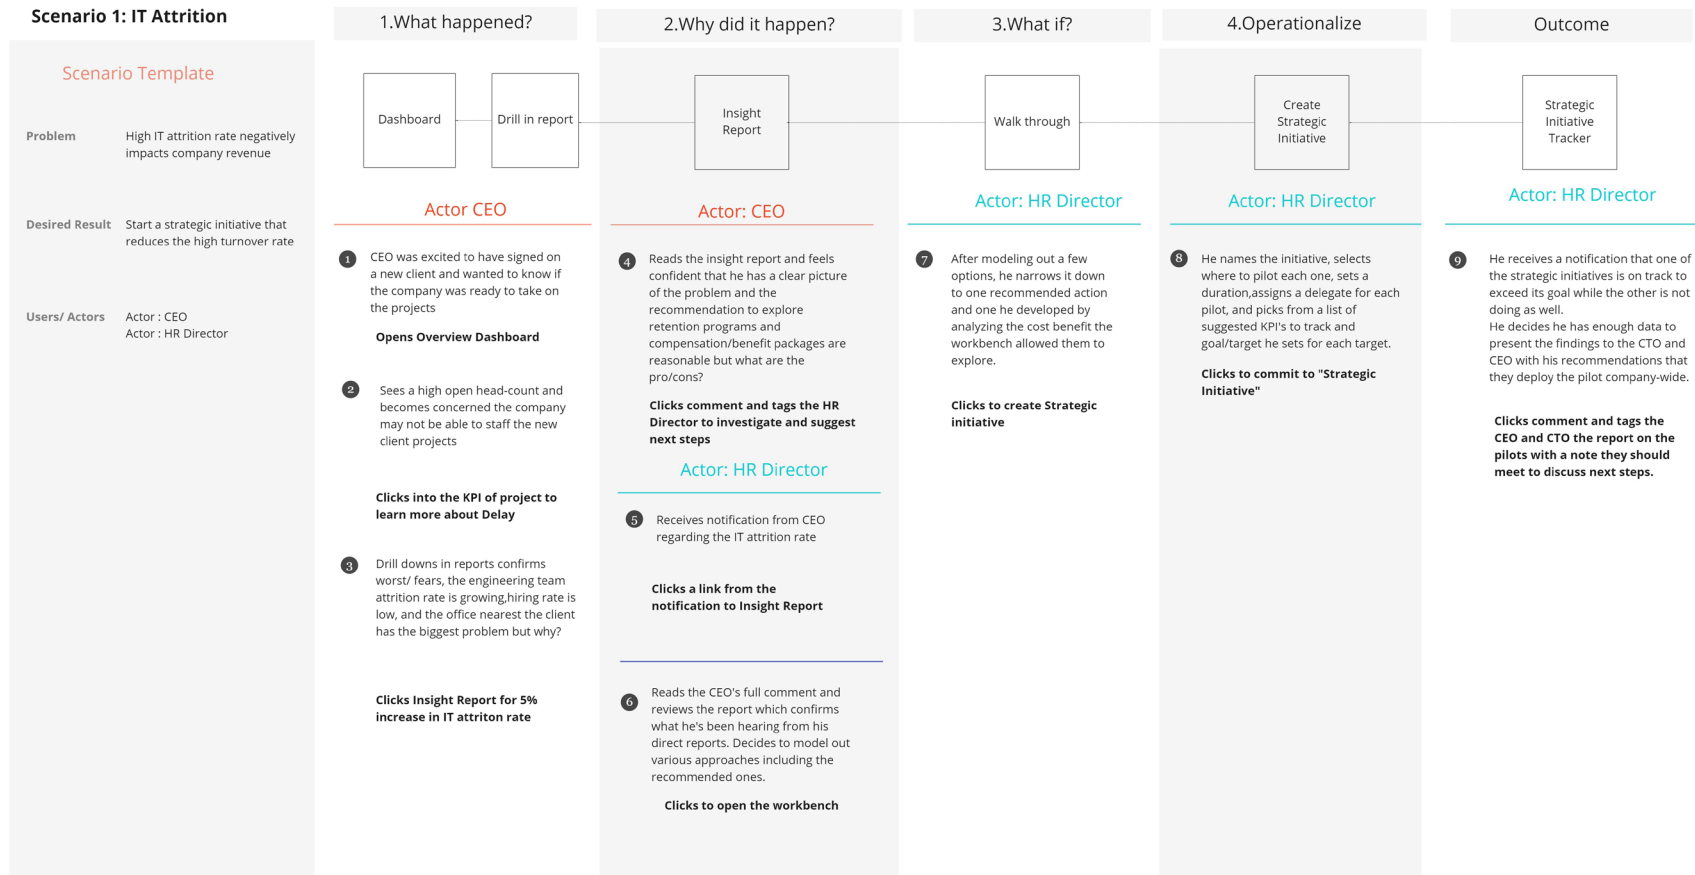 Scenario 1: IT Attrition
Scenario Template
Problem
High IT attrition rate negatively
impacts company revenue
Desired Result
Start a strategic initiative that
reduces the high turnover rate
Users/ Actors
Actor : CEO
Actor : HR Director
1.What happened?
Dashboard
Drill in report
Actor CEO
1
CEO was excited to have signed on
a new client and wanted to know if
the company was ready to take on
the projects
Opens Overview Dashboard
2
Sees a high open head-count and
becomes concerned the company
may not be able to staff the new
client projects
Clicks into the KPI of project to
learn more about Delay
3
Drill downs in reports confirms
worst/ fears, the engineering team
attrition rate is growing,hiring rate is
low, and the office nearest the client
has the biggest problem but why?
Clicks Insight Report for 5%
increase in IT attriton rate
2.Why did it happen?
Insight
Report
Actor: CEO
4
Reads the insight report and feels
confident that he has a clear picture
of the problem and the
recommendation to explore
retention programs and
compensation/benefit packages are
reasonable but what are the
pro/cons?
Clicks comment and tags the HR
Director to investigate and suggest
next steps
Actor: HR Director
5
Receives notification from CEO
regarding the IT attrition rate
Clicks a link from the
notification to Insight Report
6
Reads the CEO's full comment and
reviews the report which confirms
what he's been hearing from his
direct reports. Decides to model out
various approaches including the
recommended ones.
Clicks to open the workbench
3.What if?
Walk through
Actor: HR Director
7
After modeling out a few
options, he narrows it down
to one recommended action
and one he developed by
analyzing the cost benefit the
workbench allowed them to
explore.
Clicks to create Strategic
initiative
4.Operationalize
Create
Strategic
Initiative
Actor: HR Director
8
He names the initiative, selects
where to pilot each one, sets a
duration,assigns a delegate for each
pilot, and picks from a list of
suggested KPI's to track and
goal/target he sets for each target.
Clicks to commit to "Strategic
Initiative"
Outcome
Strategic
Initiative
Tracker
Actor: HR Director
9
He receives a notification that one of
the strategic initiatives is on track to
exceed its goal while the other is not
doing as well.
He decides he has enough data to
present the findings to the CTO and
CEO with his recommendations that
they deploy the pilot company-wide.
Clicks comment and tags the
CEO and CTO the report on the
pilots with a note they should
meet to discuss next steps.